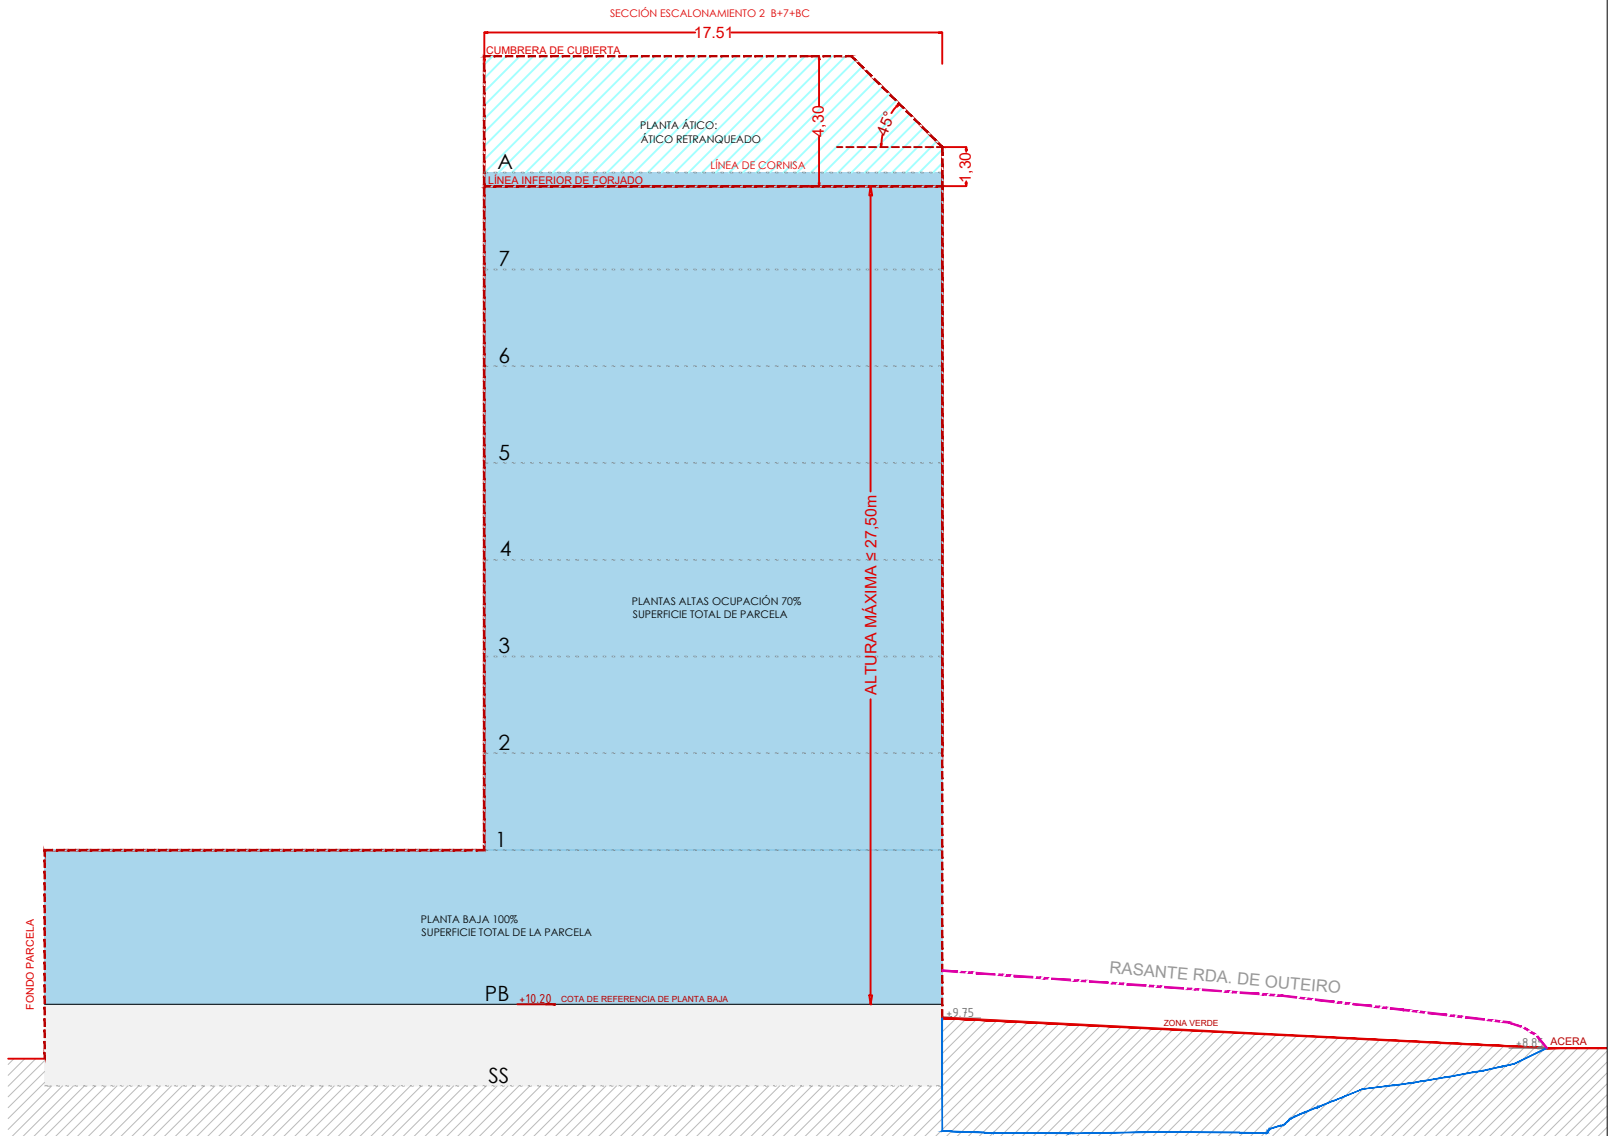 SECCIÓN ESCALONAMIENTO 2 B+7+BC
17.51
CUMBRERA DE CUBIERTA
4,30
45°
PLANTA ÁTICO:
ÁTICO RETRANQUEADO
A
LÍNEA DE CORNISA
1,30
LÍNEA INFERIOR DE FORJADO
7
6
5
4
ALTURA MÁXIMA ≤ 27,50m
PLANTAS ALTAS OCUPACIÓN 70%
SUPERFICIE TOTAL DE PARCELA
3
2
1
PLANTA BAJA 100%
SUPERFICIE TOTAL DE LA PARCELA
FONDO PARCELA
RASANTE RDA. DE OUTEIRO
PB
+10.20 COTA DE REFERENCIA DE PLANTA BAJA
+9.75
ZONA VERDE
ACERA
SS